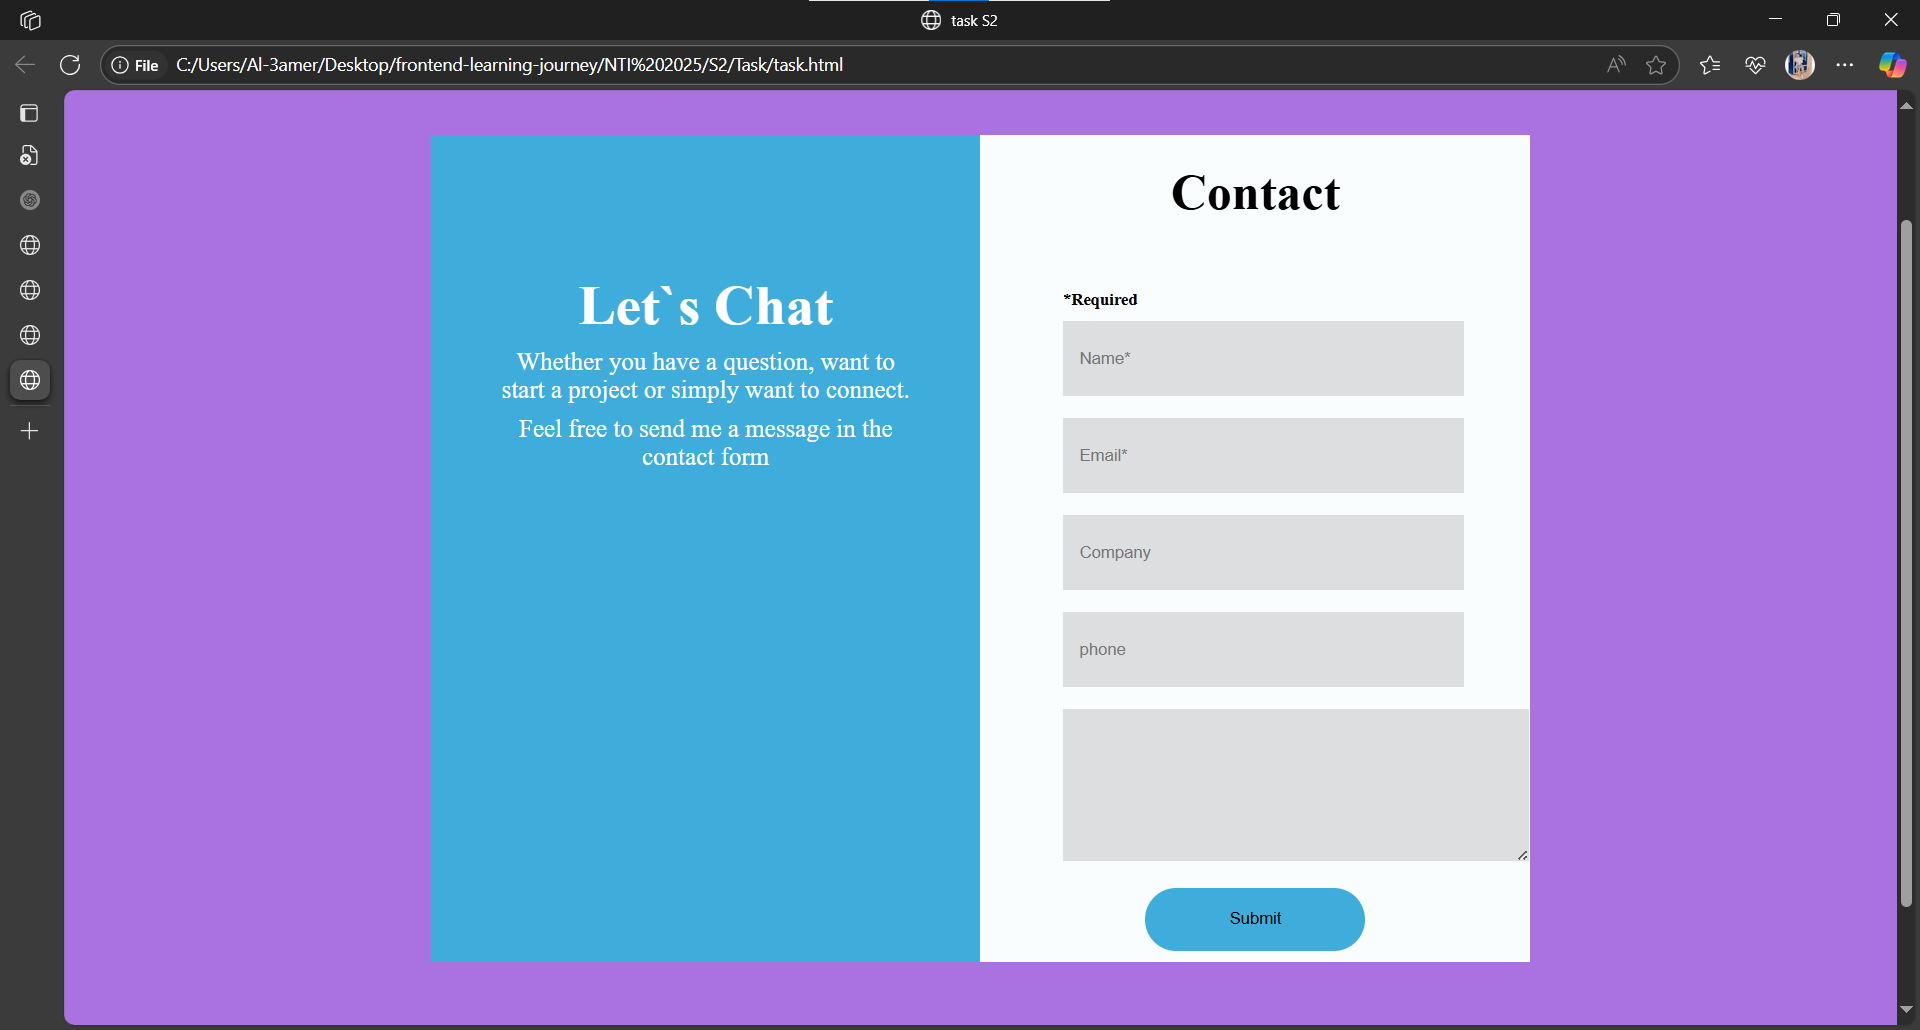 task S2
File C:/Users/Al-3amer/Desktop/frontend-learning-journey/NTI%202025/S2/Task/task.html
Let`s Chat
Whether you have a question, want to
start a project or simply want to connect.
Feel free to send me a message in the
contact form
Contact
*Required
Name*
Email*
Company
phone
Submit